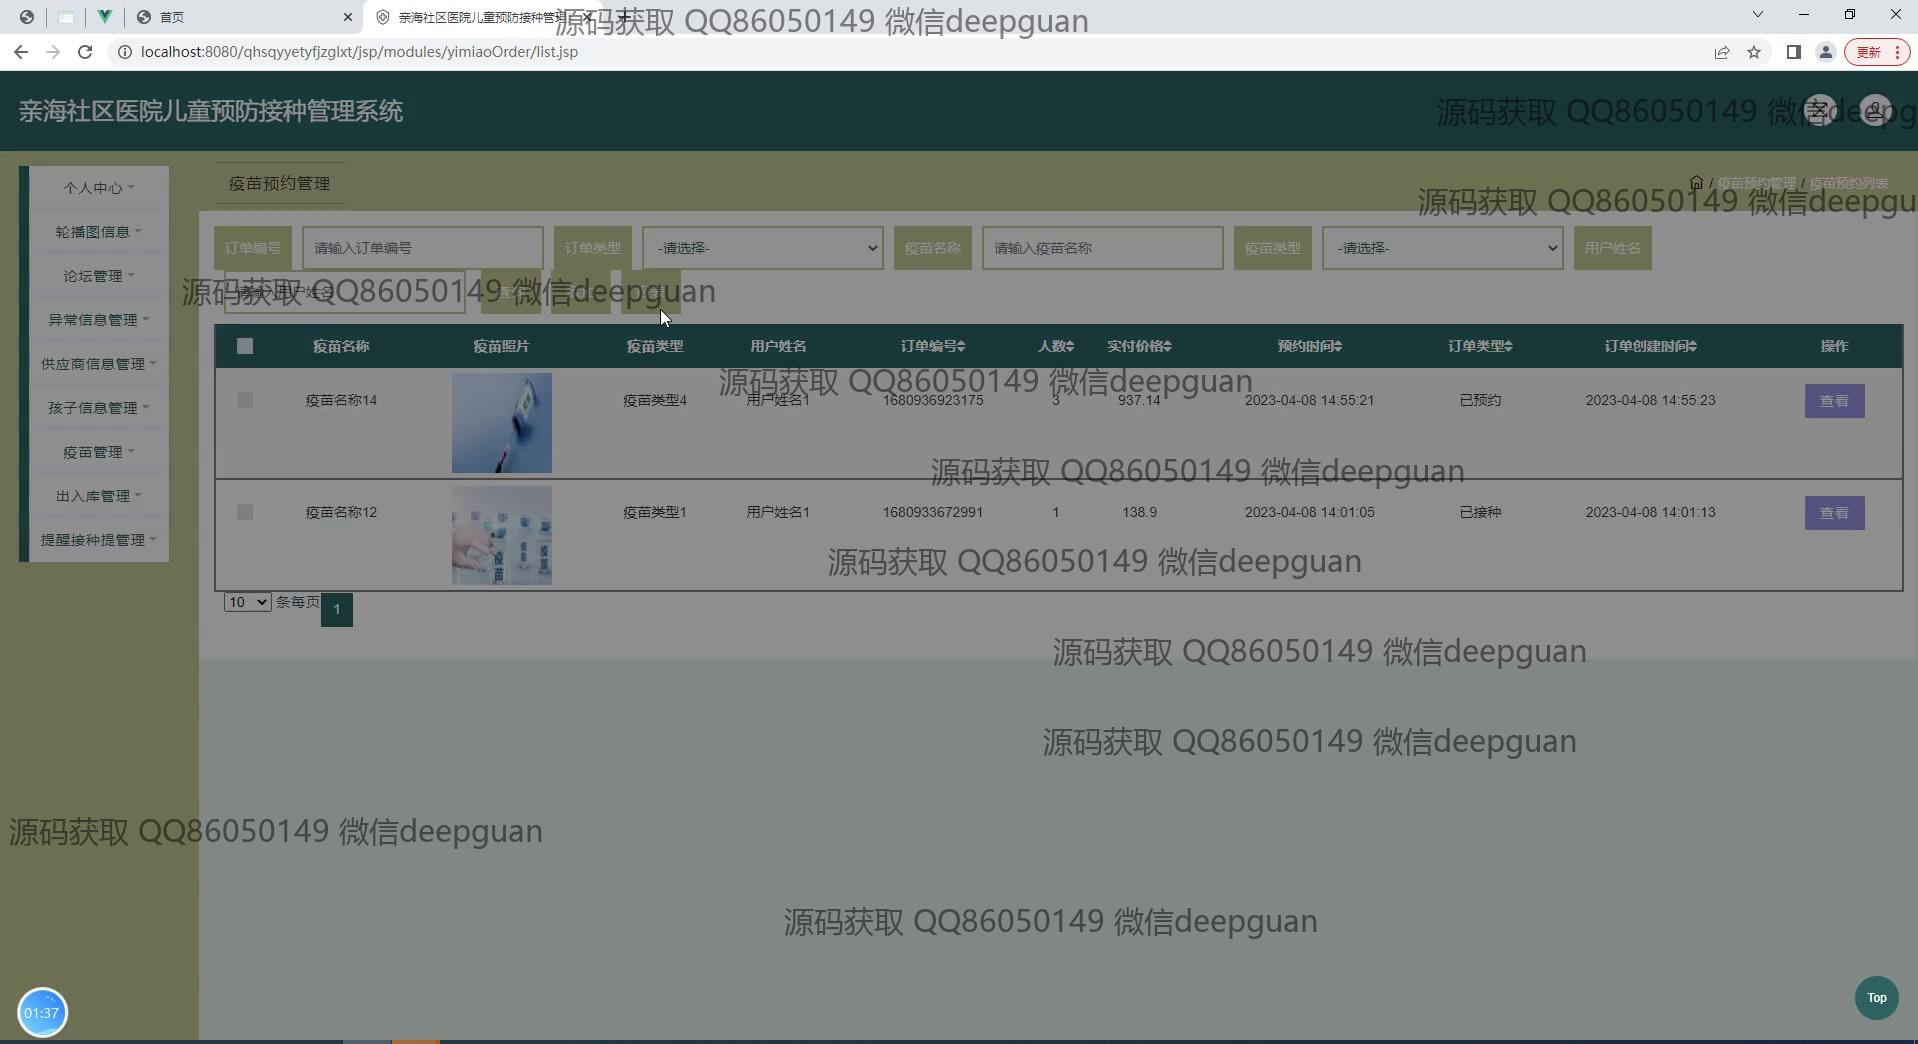 首页
亲海社区医院儿童预防接种管理
源码获取 QQ86050149 微信deepguan
localhost:8080/qhsqyyetyfjzglxt/jsp/modules/yimiaoOrder/list.jsp
更新
亲海社区医院儿童预防接种管理系统
源码获取 QQ86050149 微信deepg
个人中心
轮播图信息
论坛管理
异常信息管理
供应商信息管理
孩子信息管理
疫苗管理
出入库管理
提醒接种提管理
疫苗预约管理
/ 疫苗预约管理 / 疫苗预约列表
源码获取 QQ86050149 微信deepgu
订单编号 请输入订单编号 订单类型 -请选择- 疫苗名称 请输入疫苗名称 疫苗类型 -请选择- 用户姓名
请输入用户姓名
源码获取 QQ86050149 微信deepguan
疫苗名称 疫苗照片 疫苗类型 用户姓名 订单编号 人数 实付价格 预约时间 订单类型 订单创建时间 操作
源码获取 QQ86050149 微信deepguan
疫苗名称14 疫苗类型4 用户姓名1 1680936923175 3 937.14 2023-04-08 14:55:21 已预约 2023-04-08 14:55:23 查看
源码获取 QQ86050149 微信deepguan
疫苗名称12 疫苗类型1 用户姓名1 1680933672991 1 138.9 2023-04-08 14:01:05 已接种 2023-04-08 14:01:13 查看
疫苗 疫苗 疫苗
源码获取 QQ86050149 微信deepguan
10 条每页 1
源码获取 QQ86050149 微信deepguan
源码获取 QQ86050149 微信deepguan
源码获取 QQ86050149 微信deepguan
源码获取 QQ86050149 微信deepguan
Top
01:37